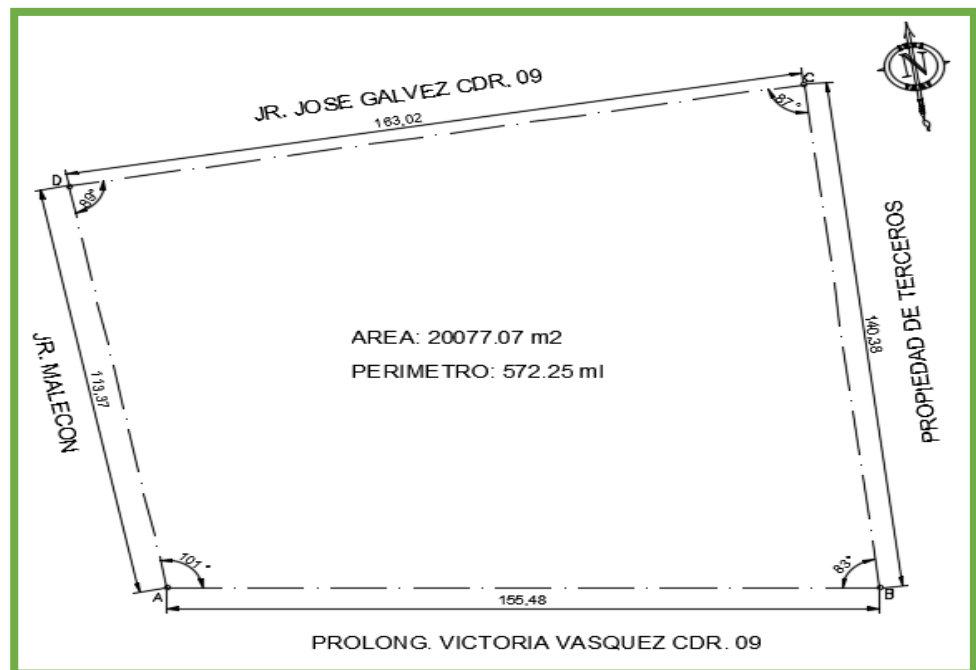 JR. JOSE GALVEZ CDR. 09
163,02
N
C
87°
D
89°
JR. MALECON
113,37
AREA: 20077.07 m2
PERIMETRO: 572.25 ml
140,38
PROPIEDAD DE TERCEROS
101°
83°
A
B
155,48
PROLONG. VICTORIA VASQUEZ CDR. 09